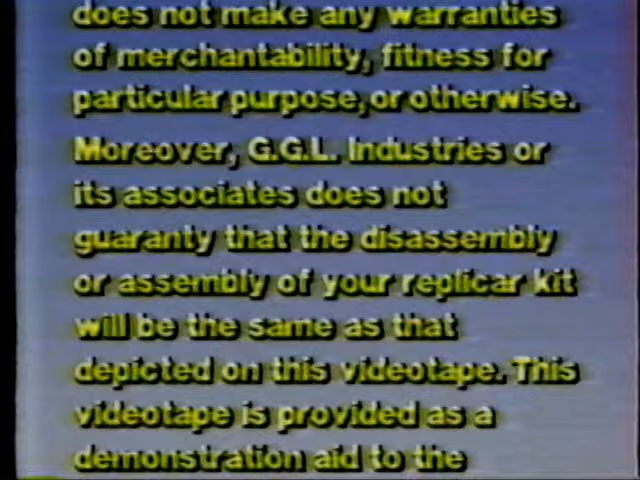 does not make any warranties
of merchantability, fitness for
particular purpose, or otherwise.
Moreover, G.G.L. Industries or
its associates does not
guaranty that the disassembly
or assembly of your replicar kit
will be the same as that
depicted on this videotape. This
videotape is provided as a
demonstration aid to the